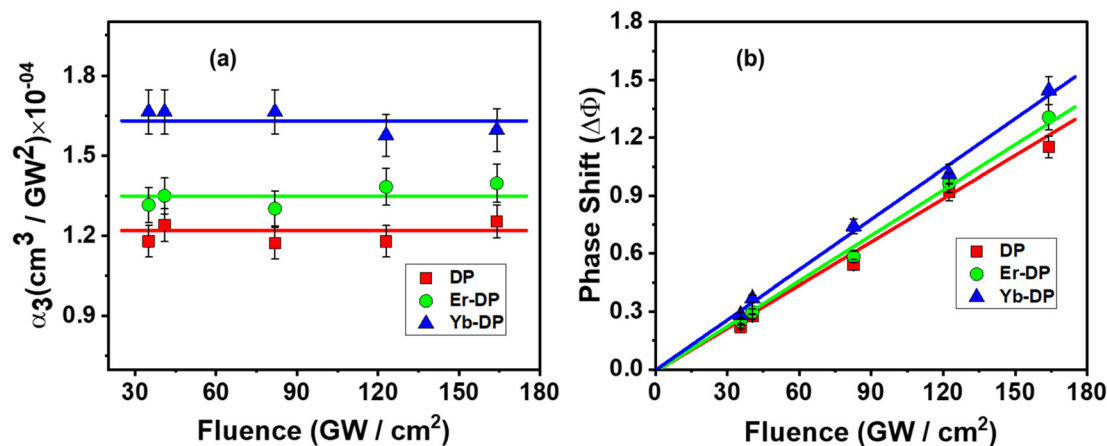 (a)
α₃(cm³ / GW²)×10⁻⁰⁴
1.8
1.5
1.2
0.9
DP
Er-DP
Yb-DP
30 60 90 120 150 180
Fluence (GW / cm²)
(b)
Phase Shift (ΔΦ)
1.8
1.5
1.2
0.9
0.6
0.3
0.0
DP
Er-DP
Yb-DP
0 30 60 90 120 150 180
Fluence (GW / cm²)